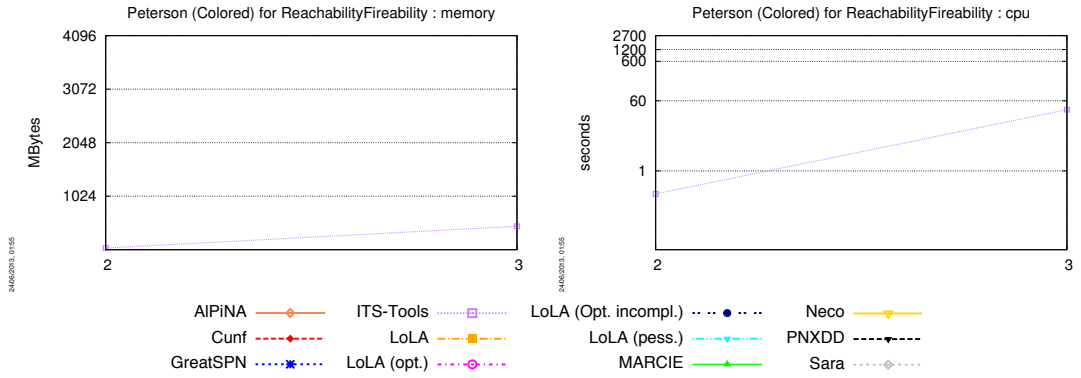 Peterson (Colored) for ReachabilityFireability : memory
4096
3072
2048
1024
MBytes
2
3
24/06/2013, 01:55
Peterson (Colored) for ReachabilityFireability : cpu
2700
1200
600
60
1
seconds
2
3
24/06/2013, 01:55
AlPiNA
ITS-Tools
LoLA (Opt. incompl.)
Neco
Cunf
LoLA
LoLA (pess.)
PNXDD
GreatSPN
LoLA (opt.)
MARCIE
Sara